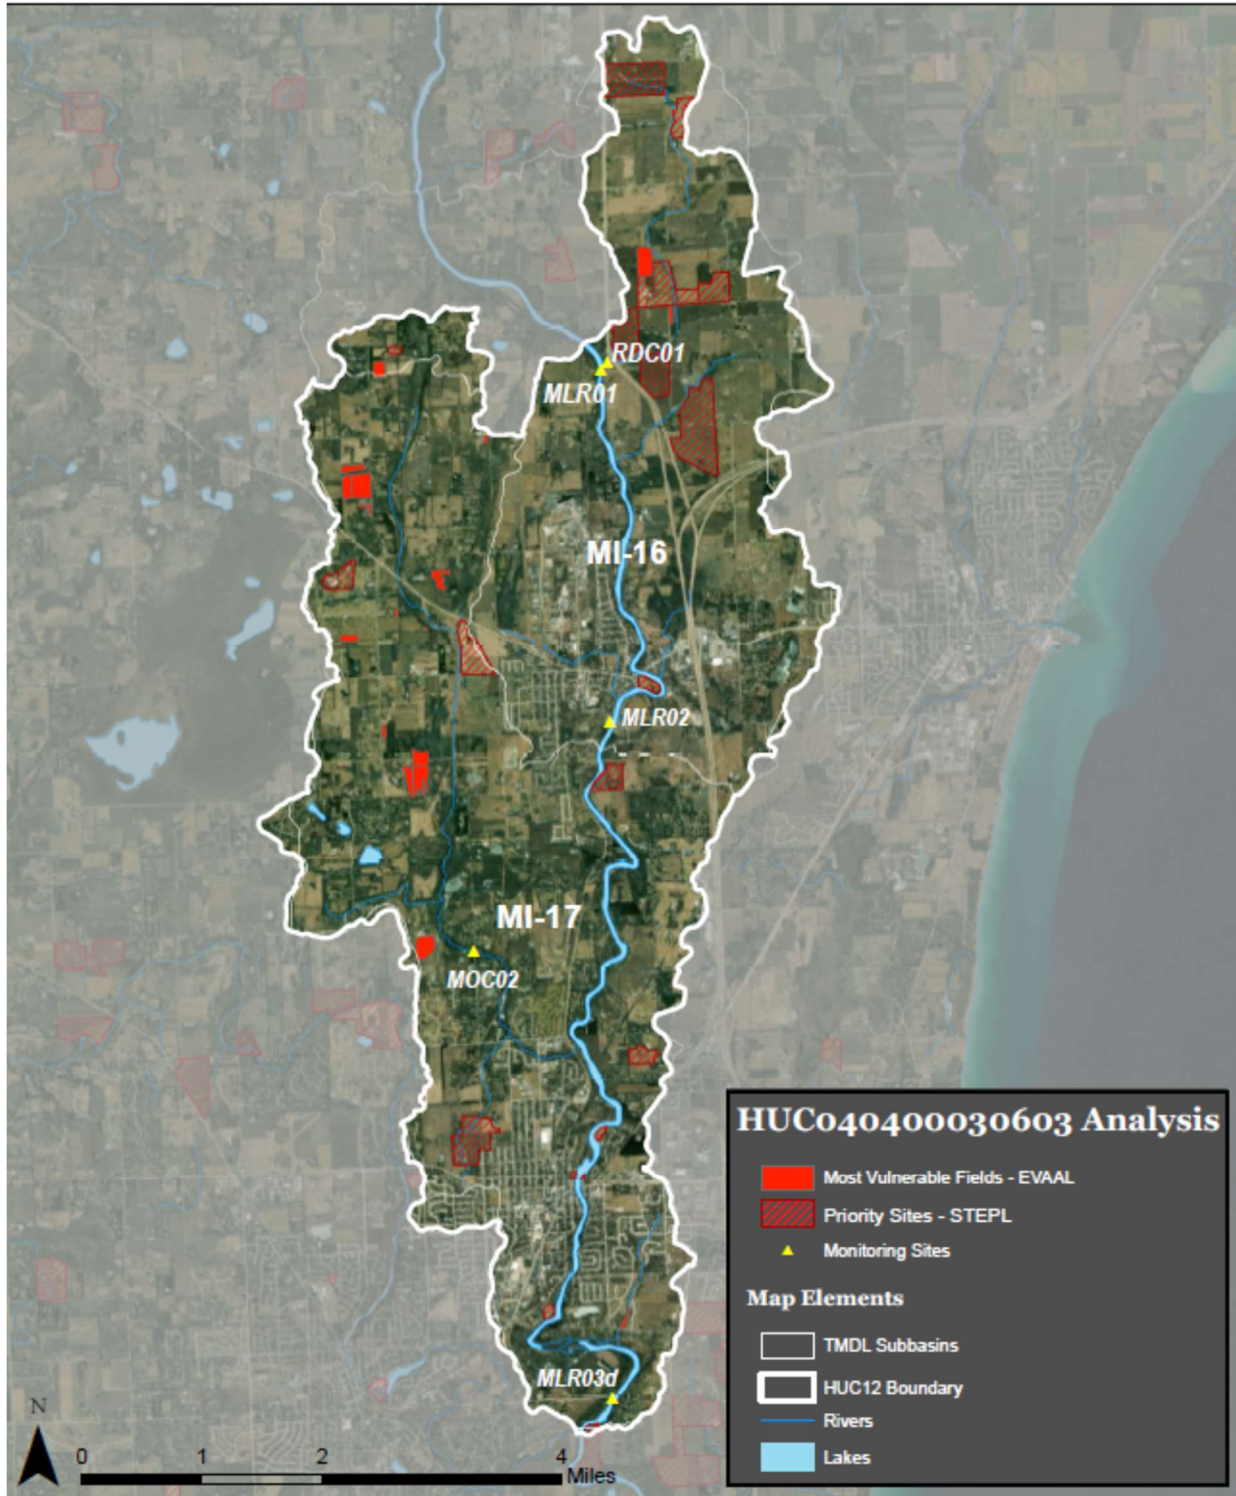 RDC01
MLR01
MI-16
MLR02
MI-17
MOC02
MLR03d
HUC040400030603 Analysis
Most Vulnerable Fields - EVAAL
Priority Sites - STEPL
Monitoring Sites
Map Elements
TMDL Subbasins
HUC12 Boundary
Rivers
Lakes
N
0 1 2 4
Miles